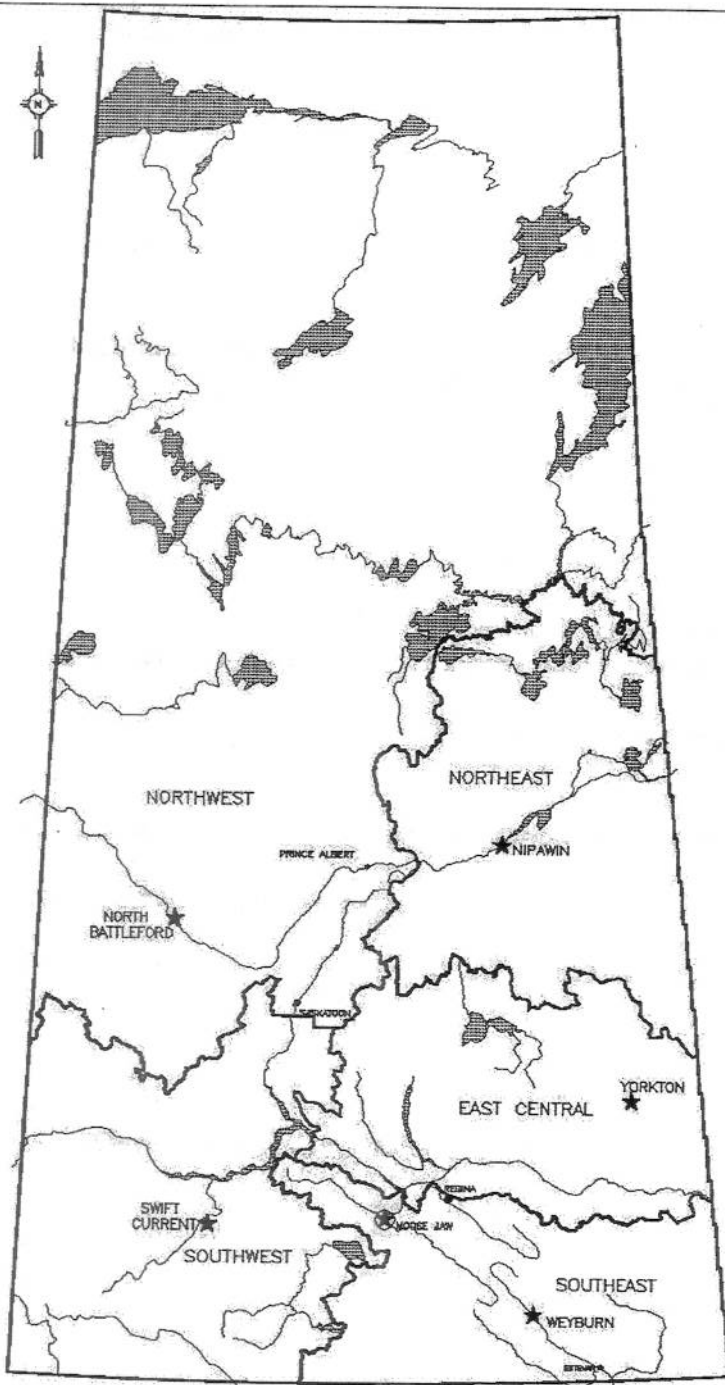 N
NORTHWEST
NORTHEAST
PRINCE ALBERT
NIPAWIN
NORTH
BATTLEFORD
SASKATOON
YORKTON
EAST CENTRAL
REGINA
SWIFT
CURRENT
MOOSE JAW
SOUTHWEST
SOUTHEAST
WEYBURN
ESTEVAN